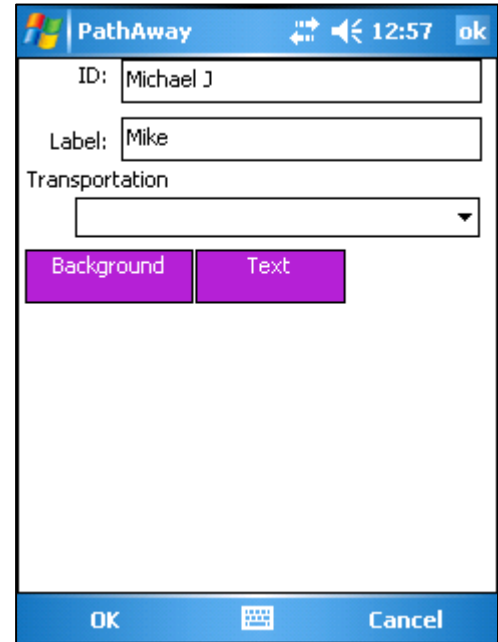 PathAway 12:57 ok
ID: Michael J
Label: Mike
Transportation
Background Text
OK Cancel